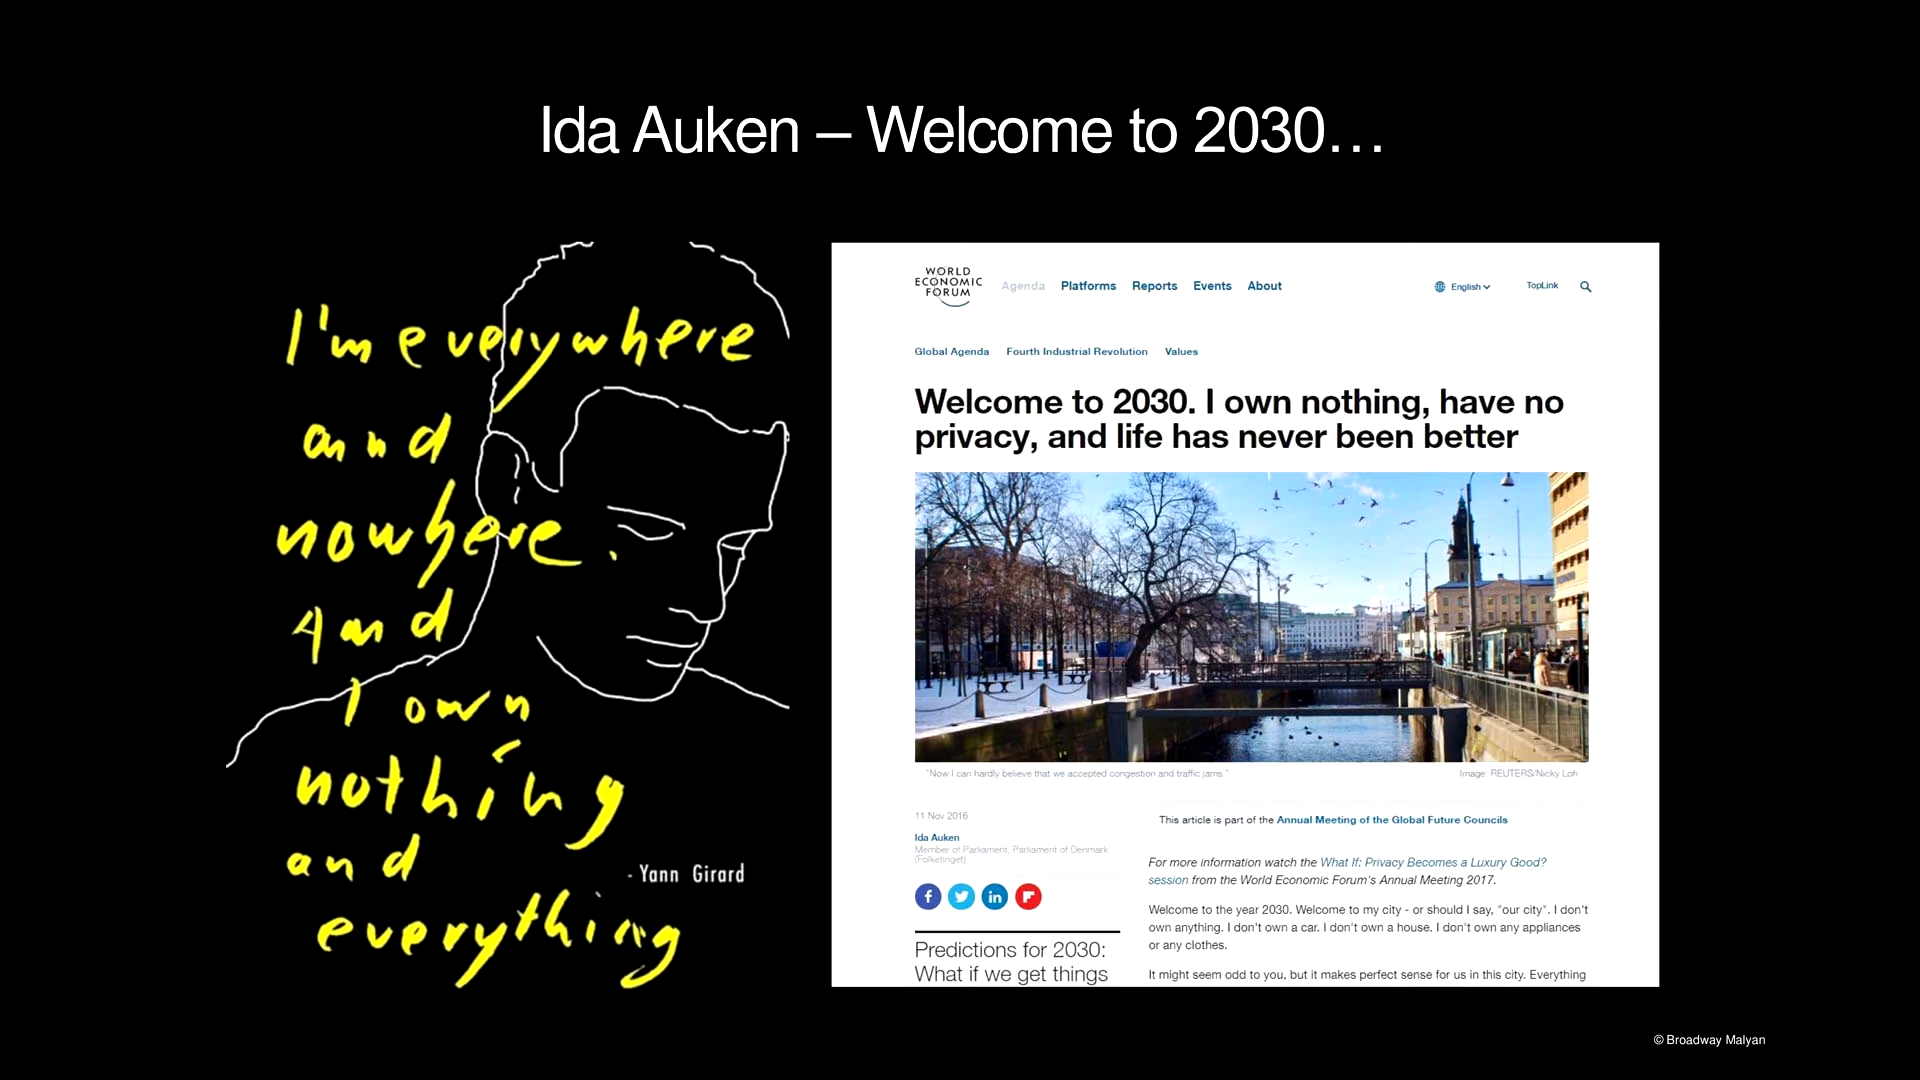 Ida Auken – Welcome to 2030…
I'm everywhere
and
nowhere.
And
I own
nothing
and
everything
- Yann Girard
WORLD
ECONOMIC
FORUM
Agenda Platforms Reports Events About
English
TopLink
Global Agenda Fourth Industrial Revolution Values
Welcome to 2030. I own nothing, have no
privacy, and life has never been better
"Now I can hardly believe that we accepted congestion and traffic jams."
Image: REUTERS/Nicky Loh
11 Nov 2016
Ida Auken
Member of Parliament, Parliament of Denmark
(Folketinget)
Predictions for 2030:
What if we get things
This article is part of the Annual Meeting of the Global Future Councils
For more information watch the What If: Privacy Becomes a Luxury Good?
session from the World Economic Forum's Annual Meeting 2017.
Welcome to the year 2030. Welcome to my city - or should I say, "our city". I don't
own anything. I don't own a car. I don't own a house. I don't own any appliances
or any clothes.
It might seem odd to you, but it makes perfect sense for us in this city. Everything
© Broadway Malyan